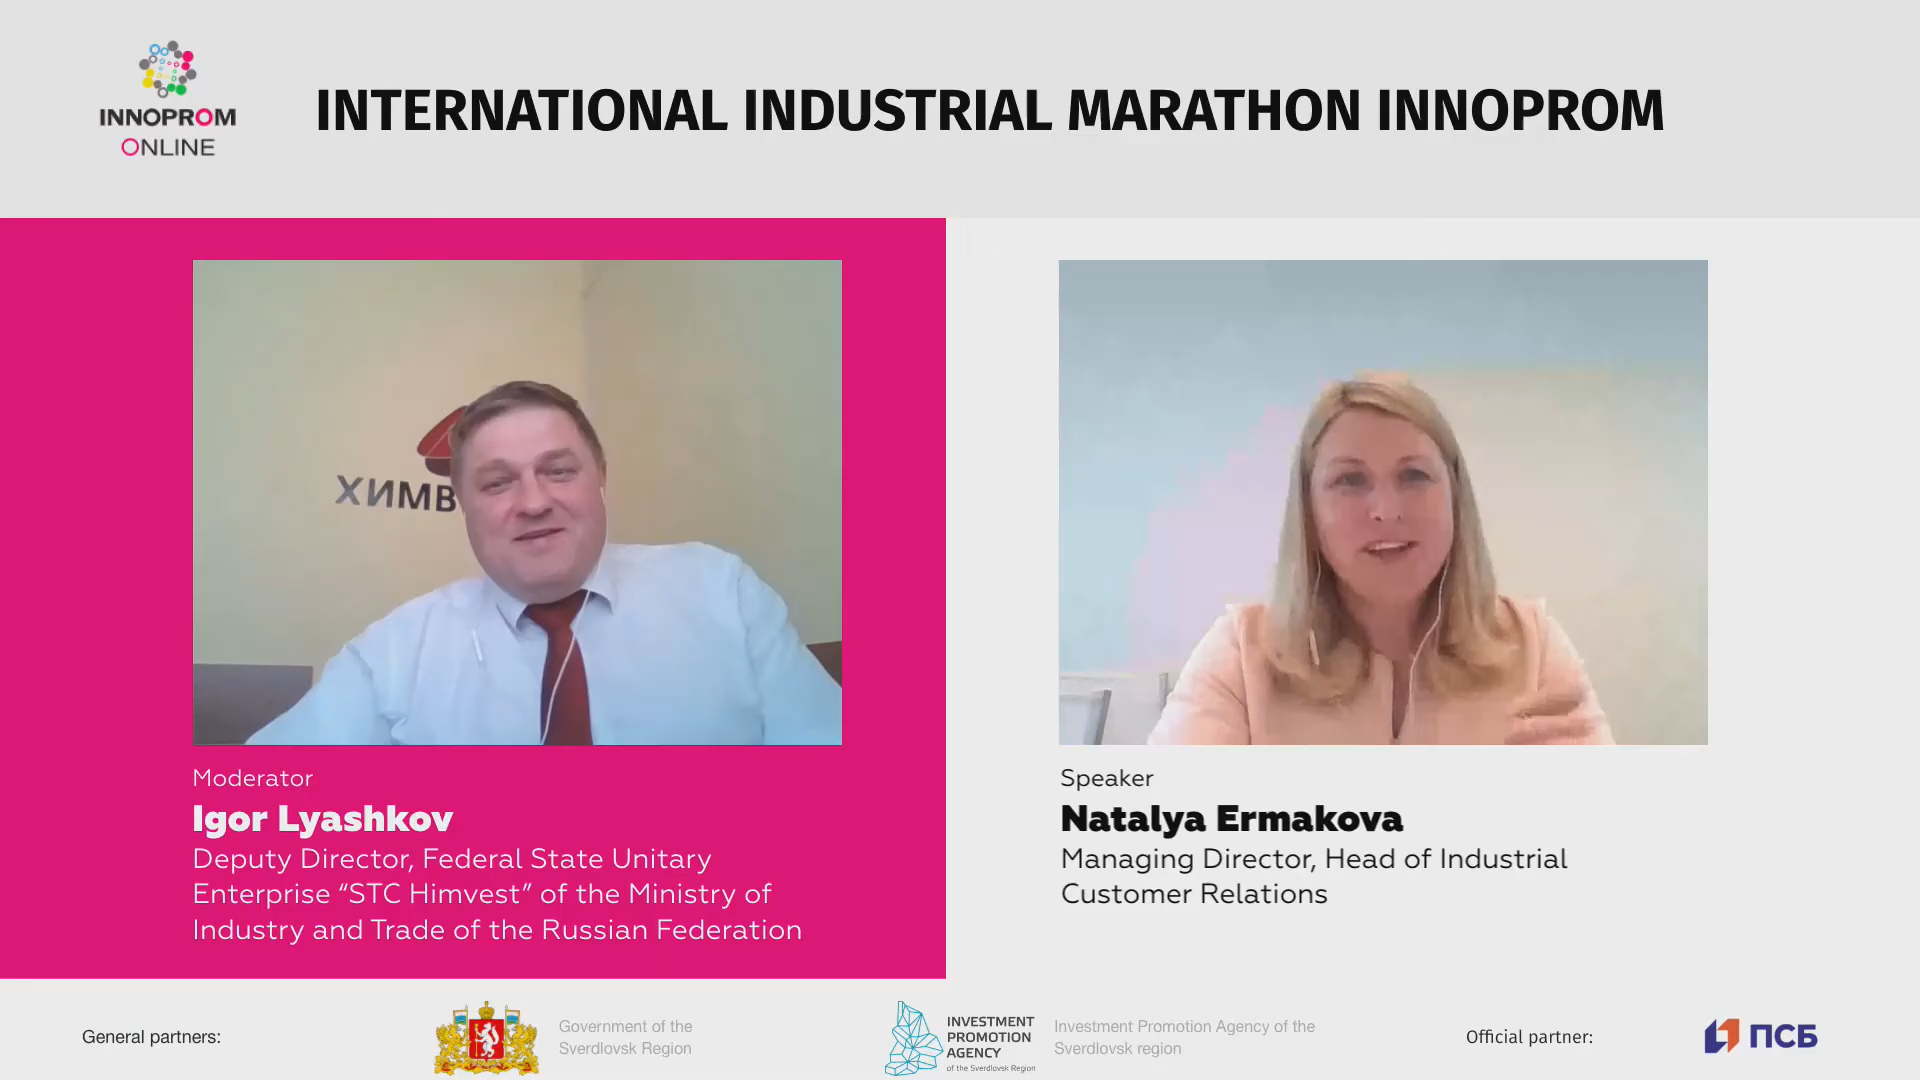 INNOPROM
ONLINE
INTERNATIONAL INDUSTRIAL MARATHON INNOPROM
ХИМВ
Moderator
Igor Lyashkov
Deputy Director, Federal State Unitary
Enterprise “STC Himvest” of the Ministry of
Industry and Trade of the Russian Federation
Speaker
Natalya Ermakova
Managing Director, Head of Industrial
Customer Relations
General partners:
Government of the
Sverdlovsk Region
INVESTMENT
PROMOTION
AGENCY
of the Sverdlovsk Region
Investment Promotion Agency of the
Sverdlovsk region
Official partner:
ПСБ